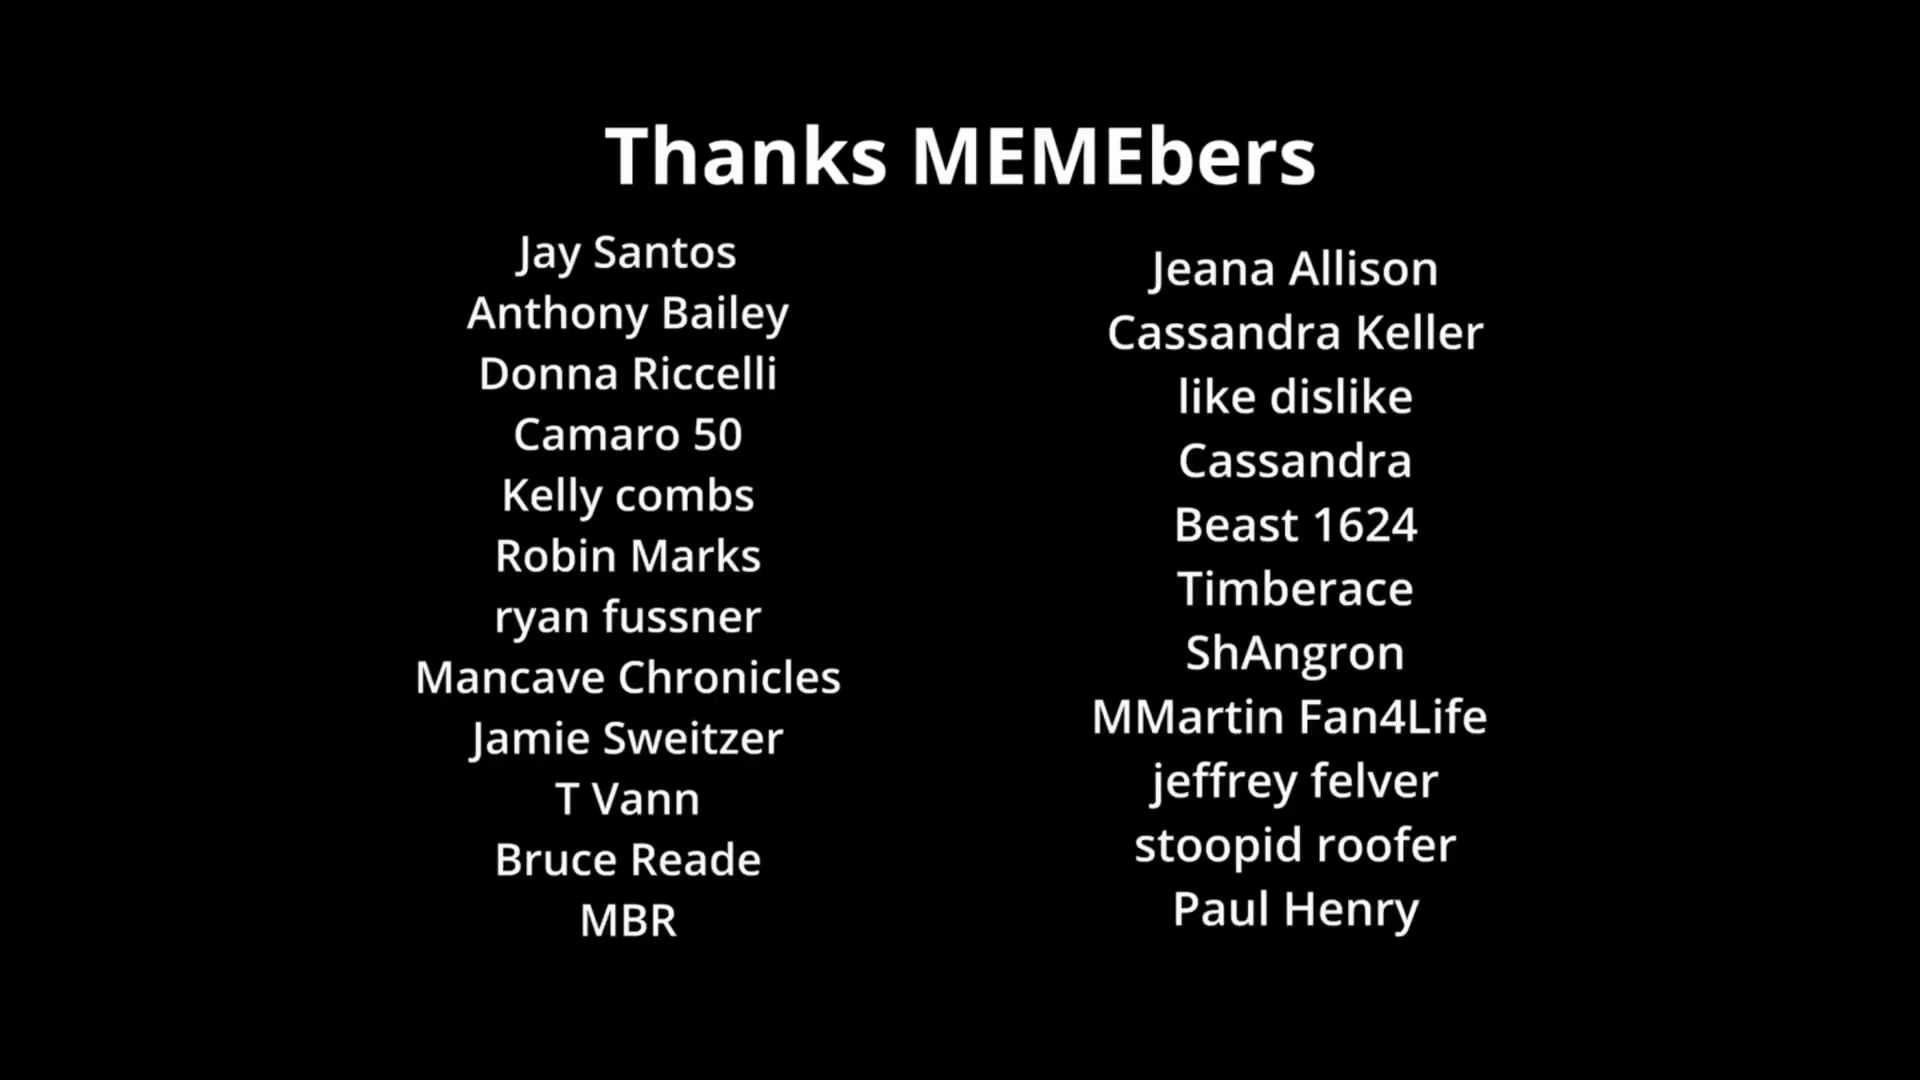 Thanks MEMEbers
Jay Santos
Anthony Bailey
Donna Riccelli
Camaro 50
Kelly combs
Robin Marks
ryan fussner
Mancave Chronicles
Jamie Sweitzer
T Vann
Bruce Reade
MBR
Jeana Allison
Cassandra Keller
like dislike
Cassandra
Beast 1624
Timberace
ShAngron
MMartin Fan4Life
jeffrey felver
stoopid roofer
Paul Henry